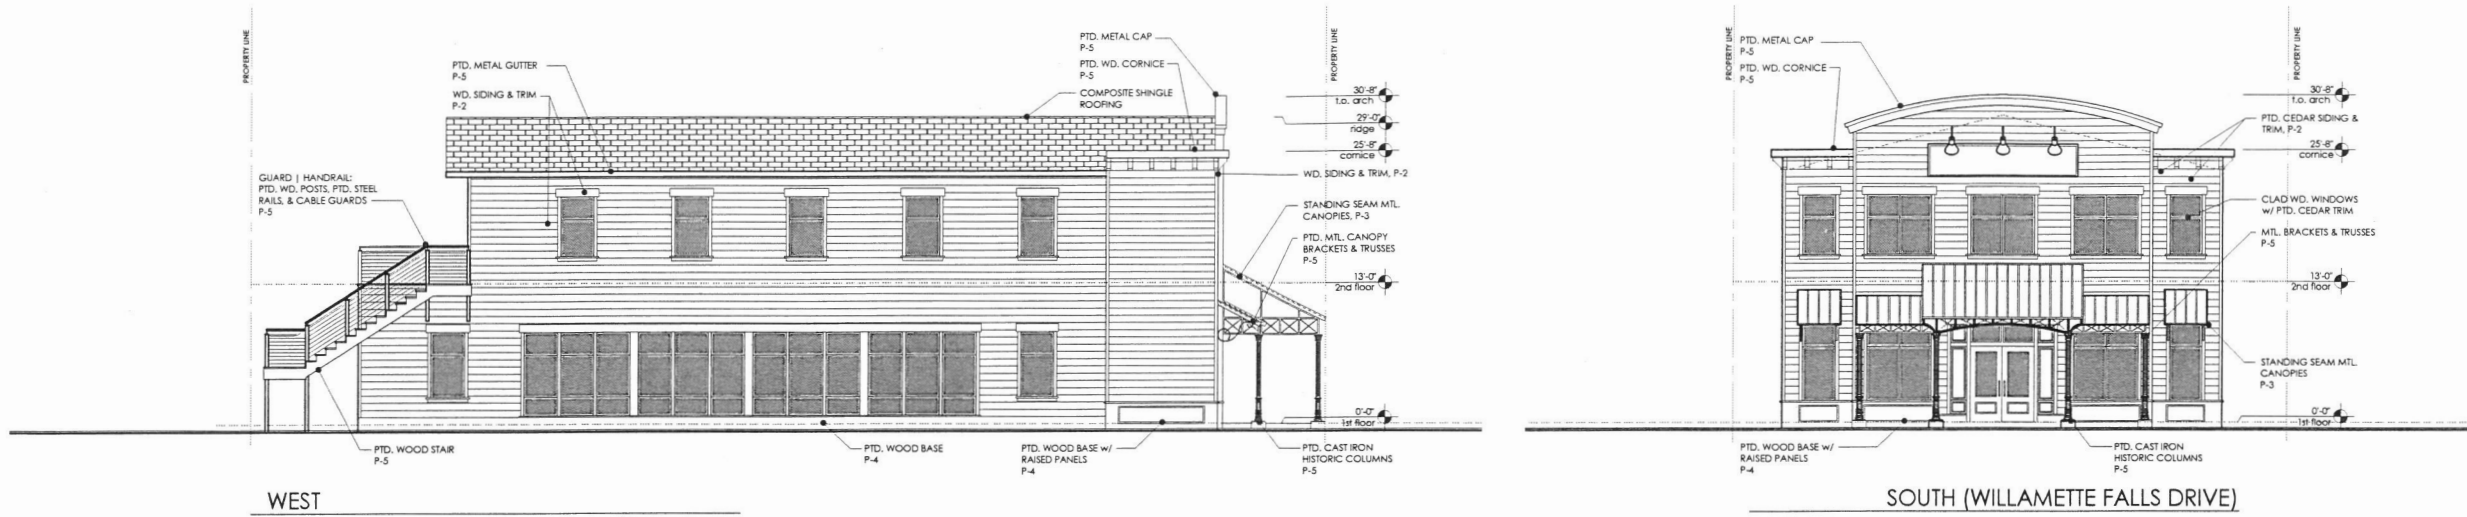 PROPERTY LINE
PTD. METAL GUTTER
P-5
WD. SIDING & TRIM
P-2
GUARD | HANDRAIL:
PTD. WD. POSTS, PTD. STEEL
RAILS, & CABLE GUARDS
P-5
PTD. METAL CAP
P-5
PTD. WD. CORNICE
P-5
COMPOSITE SHINGLE
ROOFING
PROPERTY LINE
30'-8"
t.o. arch
29'-0"
ridge
25'-8"
cornice
WD. SIDING & TRIM, P-2
STANDING SEAM MTL.
CANOPIES, P-3
PTD. MTL. CANOPY
BRACKETS & TRUSSES
P-5
13'-0"
2nd floor
0'-0"
1st floor
PTD. WOOD STAIR
P-5
PTD. WOOD BASE
P-4
PTD. WOOD BASE w/
RAISED PANELS
P-4
PTD. CAST IRON
HISTORIC COLUMNS
P-5
WEST
PROPERTY LINE
PTD. METAL CAP
P-5
PTD. WD. CORNICE
P-5
PROPERTY LINE
30'-8"
t.o. arch
PTD. CEDAR SIDING &
TRIM, P-2
25'-8"
cornice
CLAD WD. WINDOWS
w/ PTD. CEDAR TRIM
MTL. BRACKETS & TRUSSES
P-5
13'-0"
2nd floor
STANDING SEAM MTL.
CANOPIES
P-3
0'-0"
1st floor
PTD. WOOD BASE w/
RAISED PANELS
P-4
PTD. CAST IRON
HISTORIC COLUMNS
P-5
SOUTH (WILLAMETTE FALLS DRIVE)